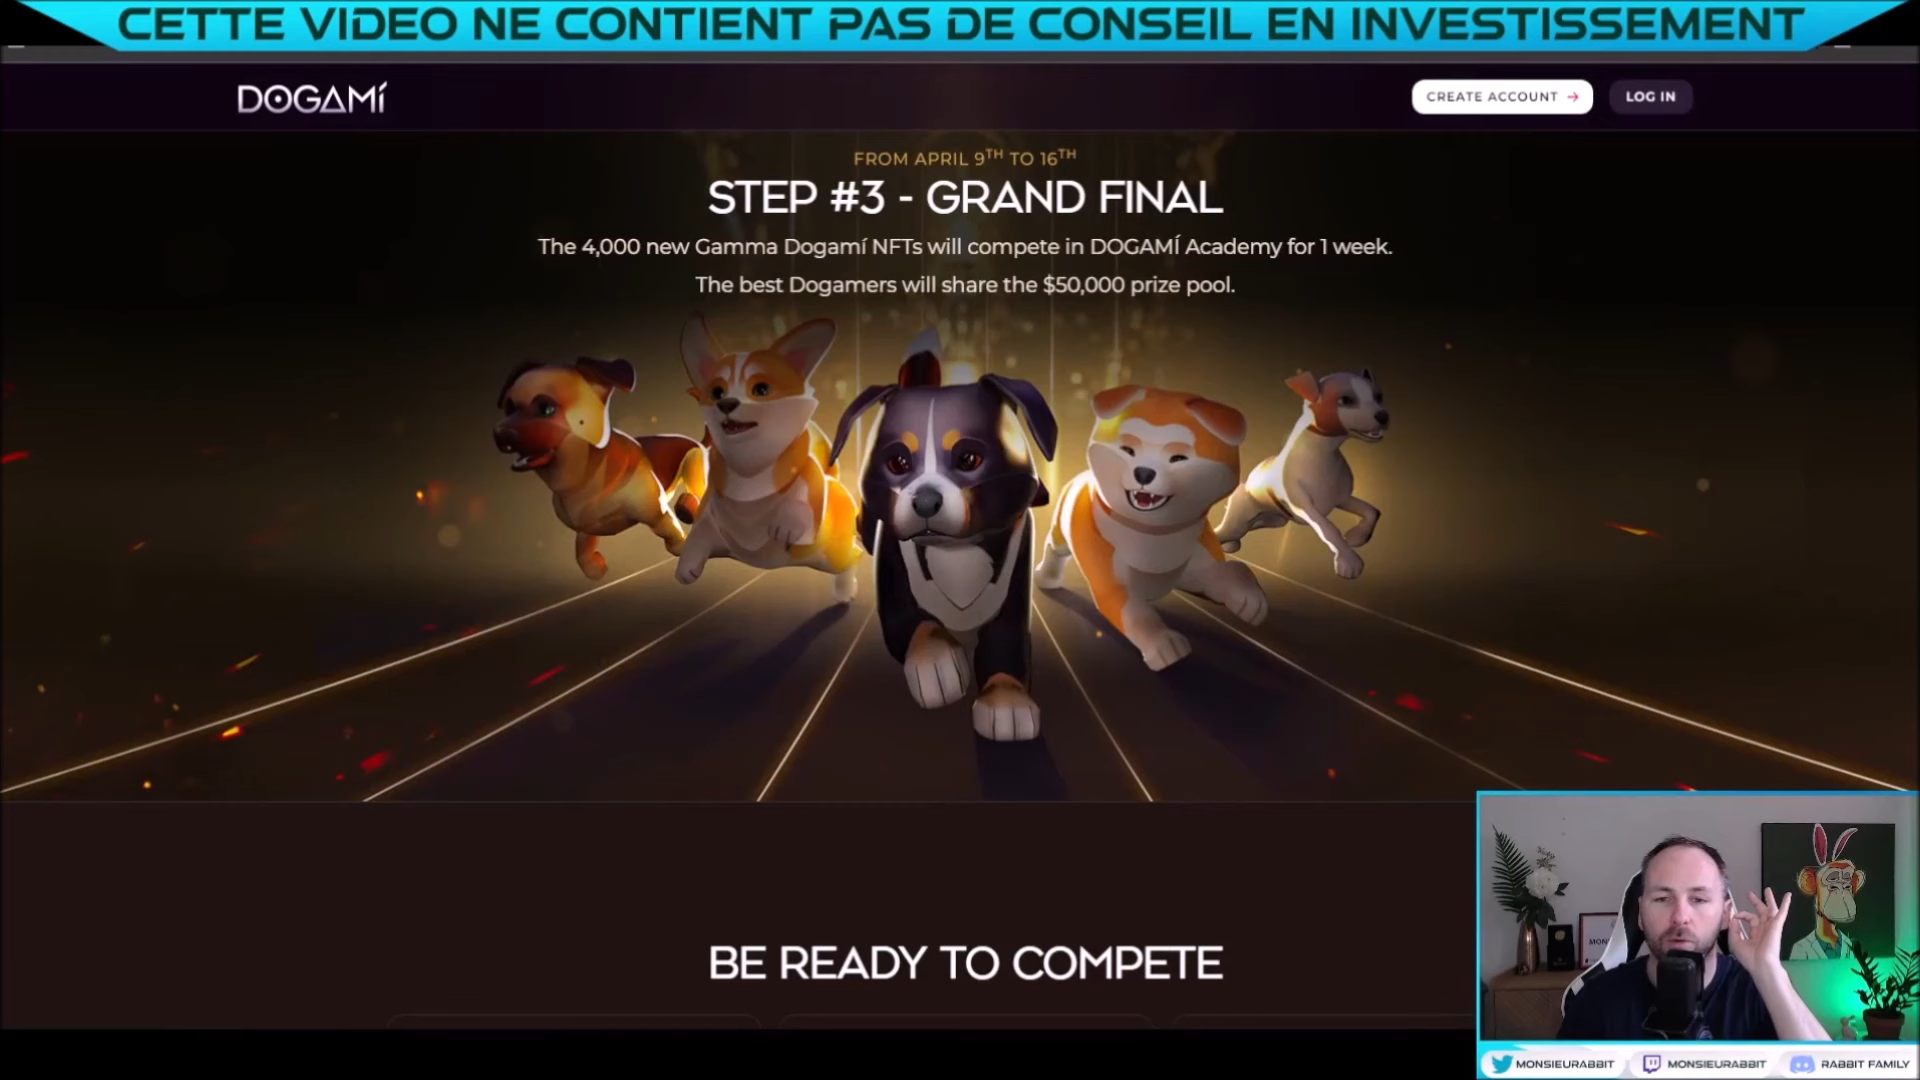 CETTE VIDEO NE CONTIENT PAS DE CONSEIL EN INVESTISSEMENT
DOGAMÍ
CREATE ACCOUNT →
LOG IN
FROM APRIL 9TH TO 16TH
STEP #3 - GRAND FINAL
The 4,000 new Gamma Dogamí NFTs will compete in DOGAMÍ Academy for 1 week.
The best Dogamers will share the $50,000 prize pool.
BE READY TO COMPETE
MON
MONSIEURABBIT
MONSIEURABBIT
RABBIT FAMILY